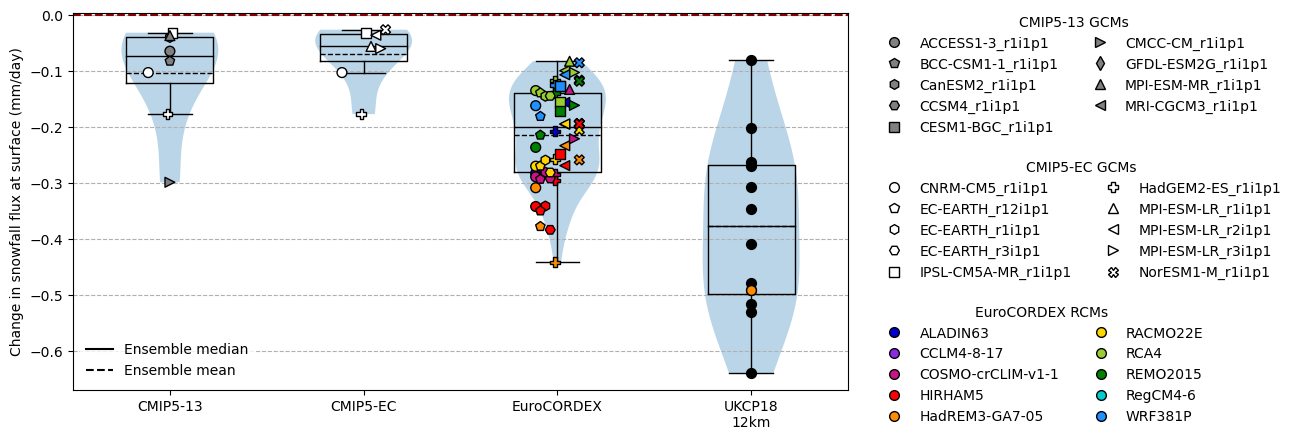 Change in snowfall flux at surface (mm/day)
0.0
−0.1
−0.2
−0.3
−0.4
−0.5
−0.6
Ensemble median
Ensemble mean
CMIP5-13
CMIP5-EC
EuroCORDEX
UKCP18
12km
CMIP5-13 GCMs
ACCESS1-3_r1i1p1
BCC-CSM1-1_r1i1p1
CanESM2_r1i1p1
CCSM4_r1i1p1
CESM1-BGC_r1i1p1
CMCC-CM_r1i1p1
GFDL-ESM2G_r1i1p1
MPI-ESM-MR_r1i1p1
MRI-CGCM3_r1i1p1
CMIP5-EC GCMs
CNRM-CM5_r1i1p1
EC-EARTH_r12i1p1
EC-EARTH_r1i1p1
EC-EARTH_r3i1p1
IPSL-CM5A-MR_r1i1p1
HadGEM2-ES_r1i1p1
MPI-ESM-LR_r1i1p1
MPI-ESM-LR_r2i1p1
MPI-ESM-LR_r3i1p1
NorESM1-M_r1i1p1
EuroCORDEX RCMs
ALADIN63
CCLM4-8-17
COSMO-crCLIM-v1-1
HIRHAM5
HadREM3-GA7-05
RACMO22E
RCA4
REMO2015
RegCM4-6
WRF381P